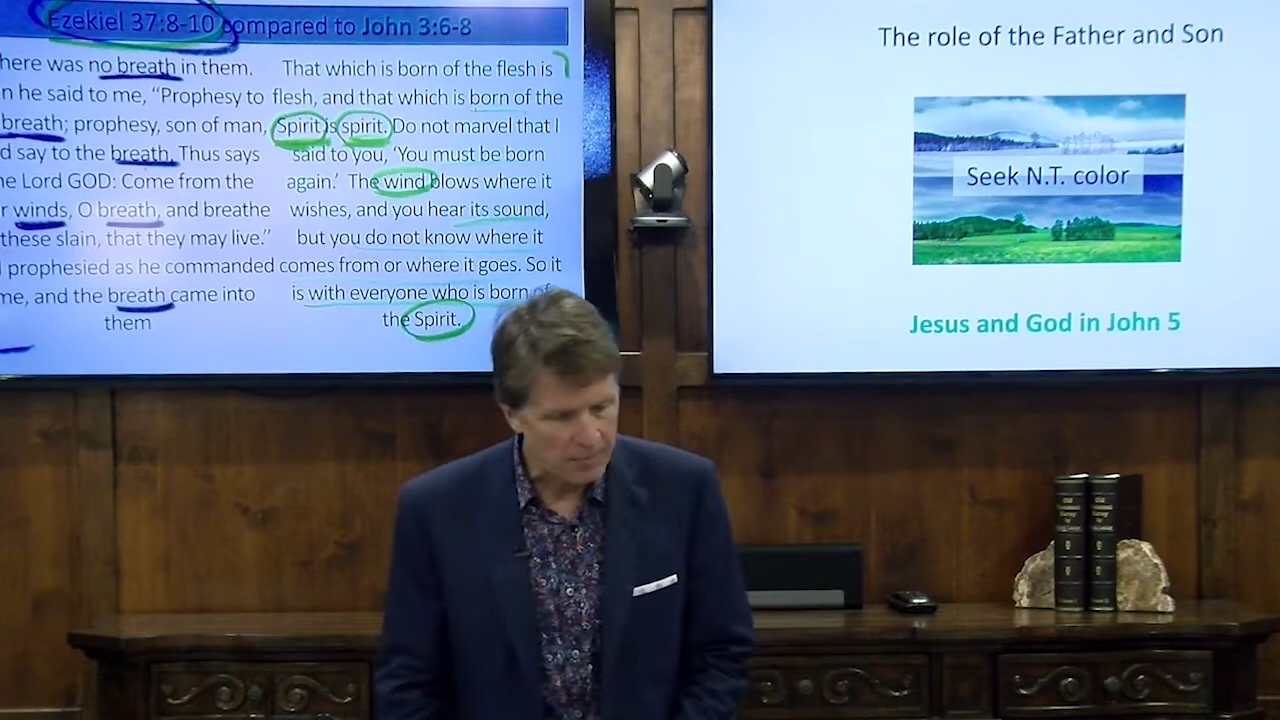 Ezekiel 37:8-10 compared to John 3:6-8
here was no breath in them.
n he said to me, “Prophesy to
breath; prophesy, son of man,
d say to the breath, Thus says
e Lord GOD: Come from the
r winds, O breath, and breathe
these slain, that they may live.”
I prophesied as he commanded
me, and the breath came into
them
That which is born of the flesh is
flesh, and that which is born of the
Spirit is spirit. Do not marvel that I
said to you, ‘You must be born
again.’ The wind blows where it
wishes, and you hear its sound,
but you do not know where it
comes from or where it goes. So it
is with everyone who is born of
the Spirit.
The role of the Father and Son
Seek N.T. color
Jesus and God in John 5